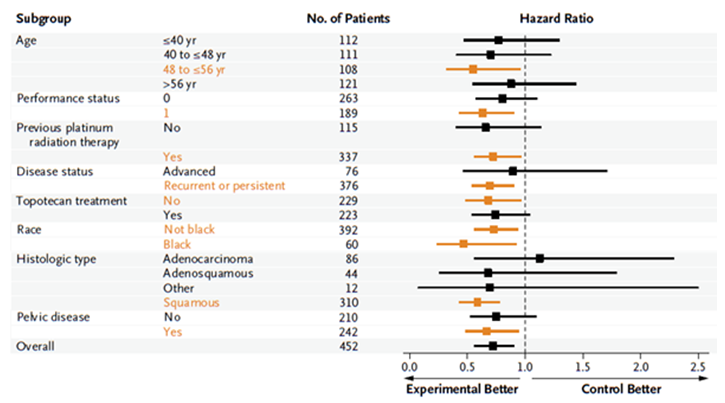 Subgroup No. of Patients Hazard Ratio
Age ≤40 yr 112
40 to ≤48 yr 111
48 to ≤56 yr 108
>56 yr 121
Performance status 0 263
1 189
Previous platinum No 115
radiation therapy
Yes 337
Disease status Advanced 76
Recurrent or persistent 376
Topotecan treatment No 229
Yes 223
Race Not black 392
Black 60
Histologic type Adenocarcinoma 86
Adenosquamous 44
Other 12
Squamous 310
Pelvic disease No 210
Yes 242
Overall 452
0.0 0.5 1.0 1.5 2.0 2.5
Experimental Better Control Better